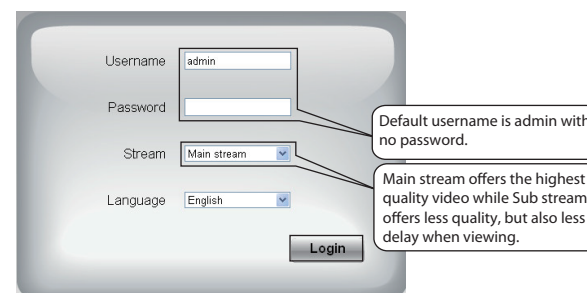 Username admin
Password
Default username is admin with
no password.
Stream Main stream
Main stream offers the highest
quality video while Sub stream
offers less quality, but also less
delay when viewing.
Language English
Login